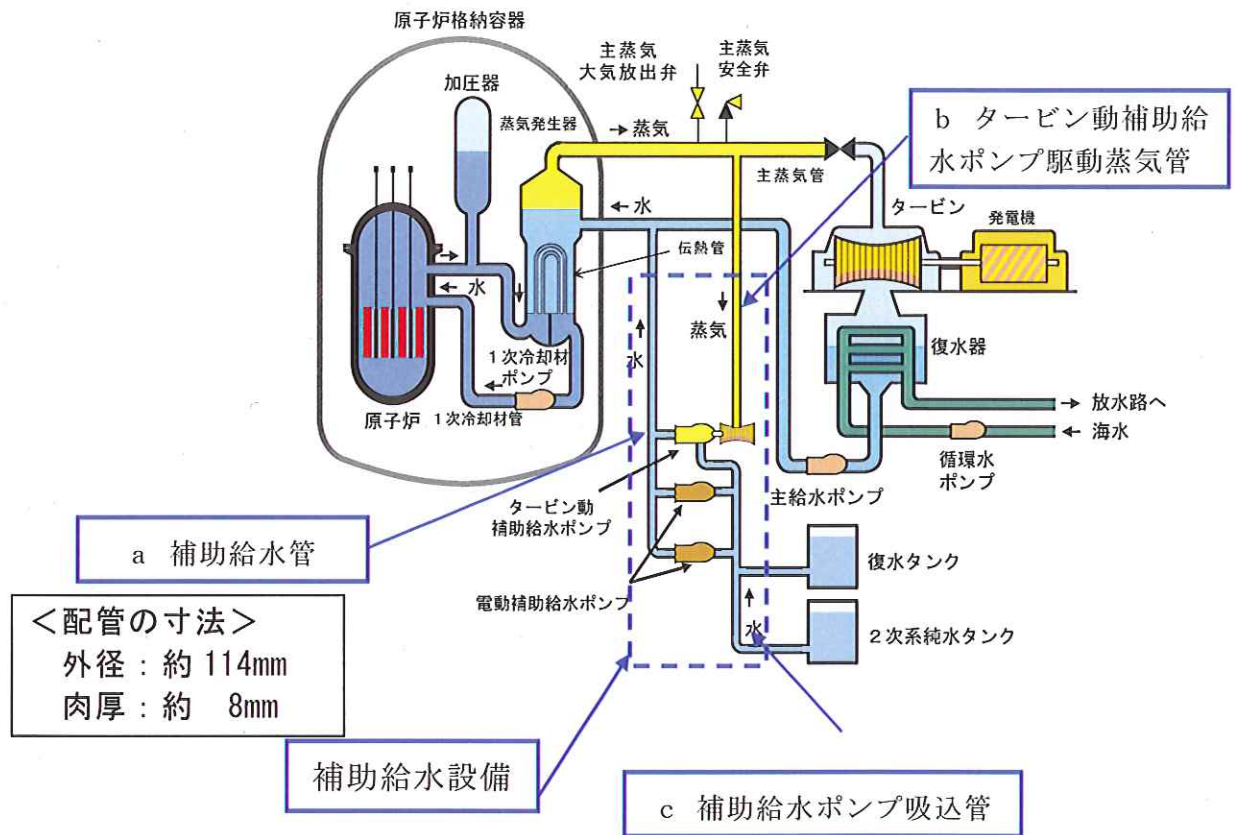 原子炉格納容器
主蒸気
大気放出弁
主蒸気
安全弁
加圧器
蒸気発生器
→蒸気
b タービン動補助給
水ポンプ駆動蒸気管
主蒸気管
←水
タービン
発電機
伝熱管
→
水
←
↓
↓
蒸気
↑
水
復水器
1次冷却材
ポンプ
←
原子炉
1次冷却材管
→ 放水路へ
← 海水
循環水
ポンプ
主給水ポンプ
タービン動
補助給水ポンプ
a 補助給水管
復水タンク
電動補助給水ポンプ
↑
水
2次系純水タンク
＜配管の寸法＞
外径：約 114mm
肉厚：約 8mm
補助給水設備
c 補助給水ポンプ吸込管